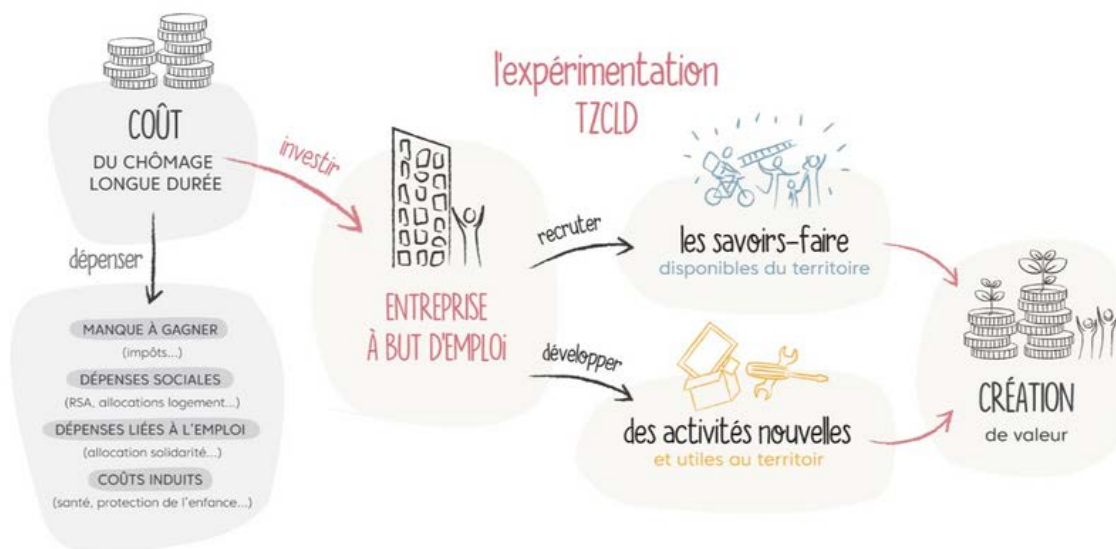 l'expérimentation
TZCLD
COÛT
DU CHÔMAGE
LONGUE DURÉE
investir
dépenser
MANQUE À GAGNER
(impôts...)
DÉPENSES SOCIALES
(RSA, allocations logement...)
DÉPENSES LIÉES À L'EMPLOI
(allocation solidarité...)
COÛTS INDUITS
(santé, protection de l'enfance...)
ENTREPRISE
À BUT D'EMPLOI
recruter
les savoirs-faire
disponibles du territoire
développer
des activités nouvelles
et utiles au territoir
CRÉATION
de valeur